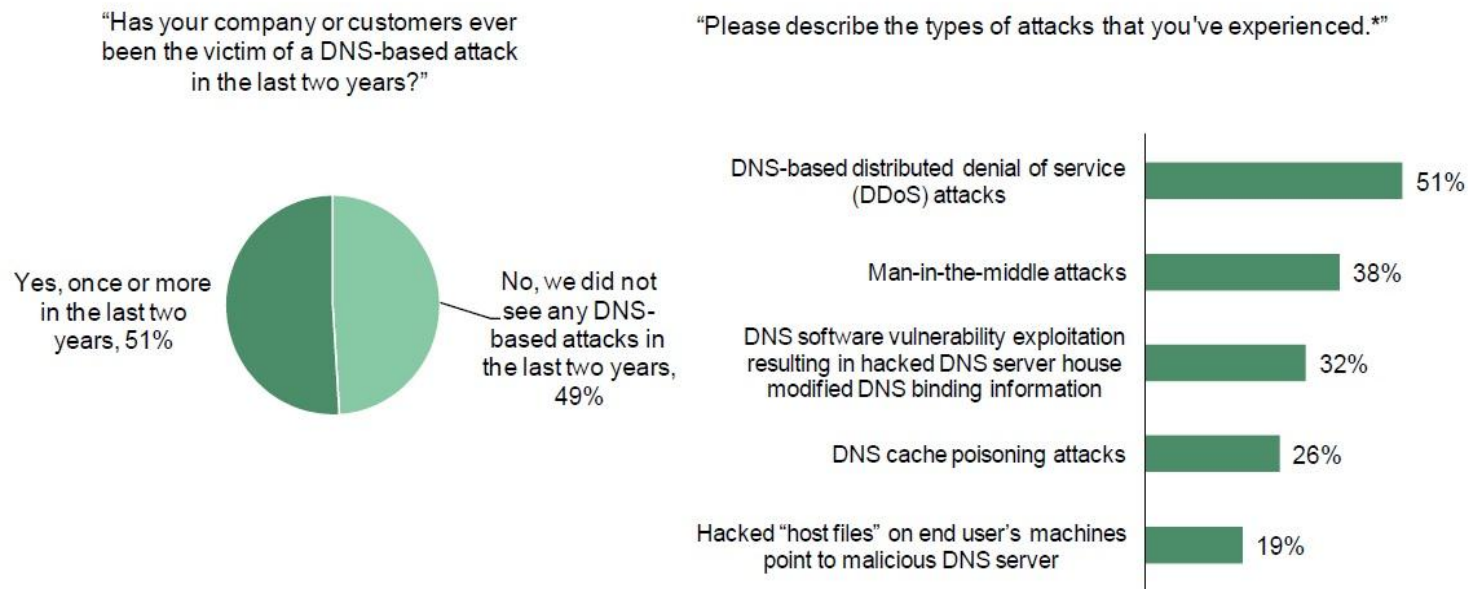 “Has your company or customers ever
been the victim of a DNS-based attack
in the last two years?”
Yes, once or more
in the last two
years, 51%
No, we did not
see any DNS-
based attacks in
the last two years,
49%
“Please describe the types of attacks that you've experienced.*”
DNS-based distributed denial of service
(DDoS) attacks
51%
Man-in-the-middle attacks
38%
DNS software vulnerability exploitation
resulting in hacked DNS server house
modified DNS binding information
32%
DNS cache poisoning attacks
26%
Hacked “host files” on end user’s machines
point to malicious DNS server
19%